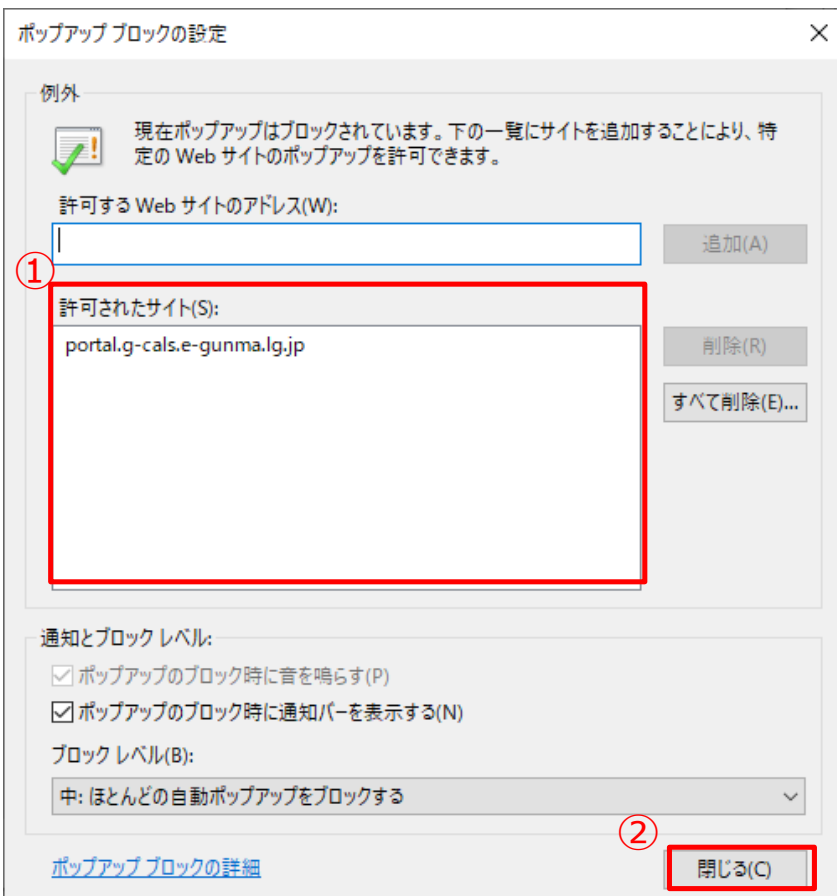 ポップアップ ブロックの設定
例外
現在ポップアップはブロックされています。下の一覧にサイトを追加することにより、特
定の Web サイトのポップアップを許可できます。
許可する Web サイトのアドレス(W):
追加(A)
①
許可されたサイト(S):
portal.g-cals.e-gunma.lg.jp
削除(R)
すべて削除(E)...
通知とブロック レベル:
ポップアップのブロック時に音を鳴らす(P)
ポップアップのブロック時に通知バーを表示する(N)
ブロック レベル(B):
中: ほとんどの自動ポップアップをブロックする
②
ポップアップ ブロックの詳細
閉じる(C)